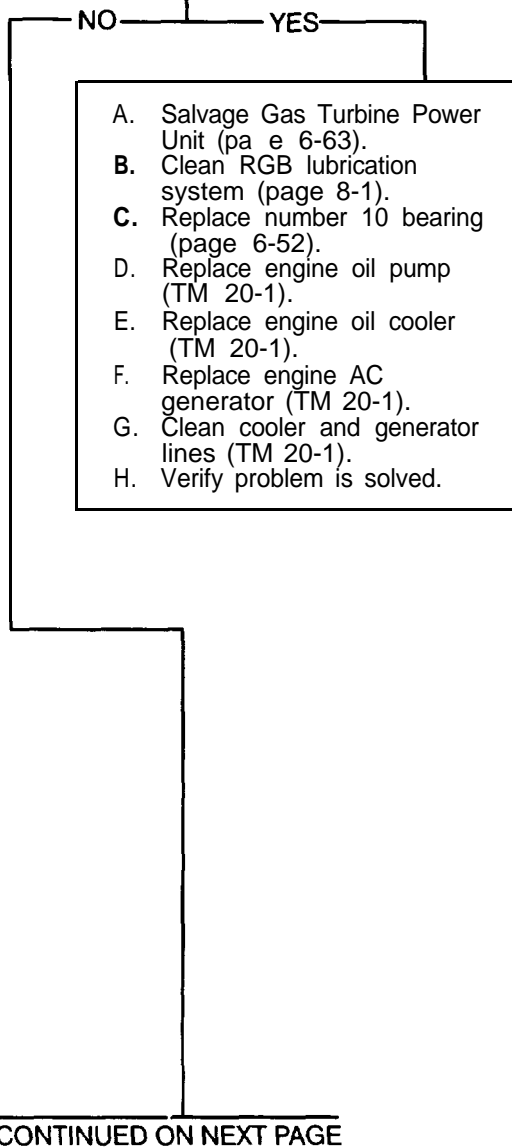 NO YES
A. Salvage Gas Turbine Power
Unit (pa e 6-63).
B. Clean RGB lubrication
system (page 8-1).
C. Replace number 10 bearing
(page 6-52).
D. Replace engine oil pump
(TM 20-1).
E. Replace engine oil cooler
(TM 20-1).
F. Replace engine AC
generator (TM 20-1).
G. Clean cooler and generator
lines (TM 20-1).
H. Verify problem is solved.
CONTINUED ON NEXT PAGE